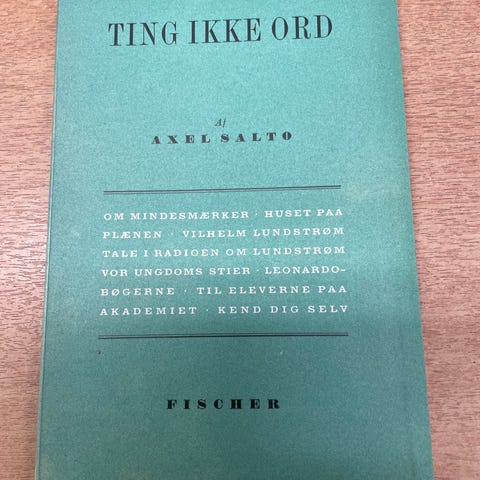 TING IKKE ORD
Af
AXEL SALTO
OM MINDESMÆRKER · HUSET PAA
PLÆNEN · VILHELM LUNDSTRØM
TALE I RADIOEN OM LUNDSTRØM
VOR UNGDOMS STIER · LEONARDO-
BØGERNE · TIL ELEVERNE PAA
AKADEMIET · KEND DIG SELV
FISCHER